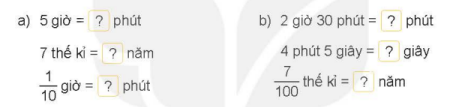 a) 5 giờ = ? phút
7 thế kỉ = ? năm
1/10 giờ = ? phút
b) 2 giờ 30 phút = ? phút
4 phút 5 giây = ? giây
7/100 thế kỉ = ? năm